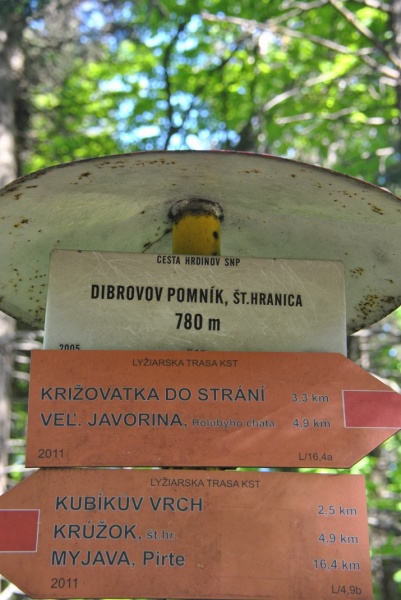 CESTA HRDINOV SNP
DIBROVOV POMNÍK, ŠT.HRANICA
780 m
2005
LYŽIARSKA TRASA KST
KRIŽOVATKA DO STRÁNÍ 3.3 km
VEĽ. JAVORINA, Holubyho chata 4.9 km
2011 L/16,4a
LYŽIARSKA TRASA KST
KUBÍKUV VRCH 2.5 km
KRÚŽOK, št.hr. 4.9 km
MYJAVA, Pirte 16.4 km
2011 L/4,9b